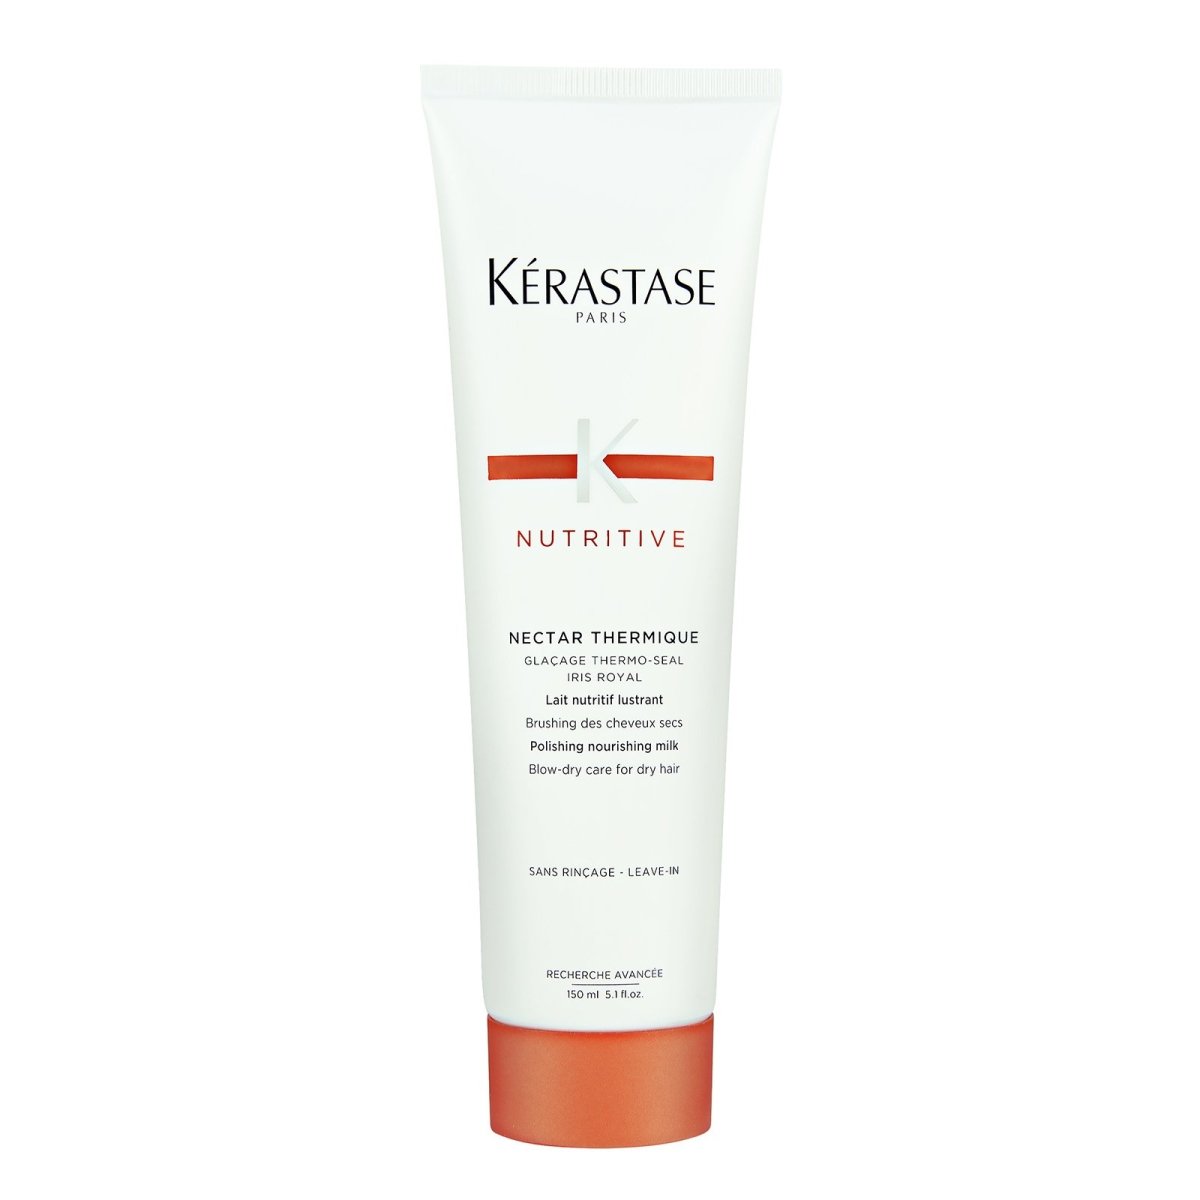 KÉRASTASE
PARIS
K
NUTRITIVE
NECTAR THERMIQUE
GLAÇAGE THERMO-SEAL
IRIS ROYAL
Lait nutritif lustrant
Brushing des cheveux secs
Polishing nourishing milk
Blow-dry care for dry hair
SANS RINÇAGE - LEAVE-IN
RECHERCHE AVANCÉE
150 ml 5.1 fl.oz.